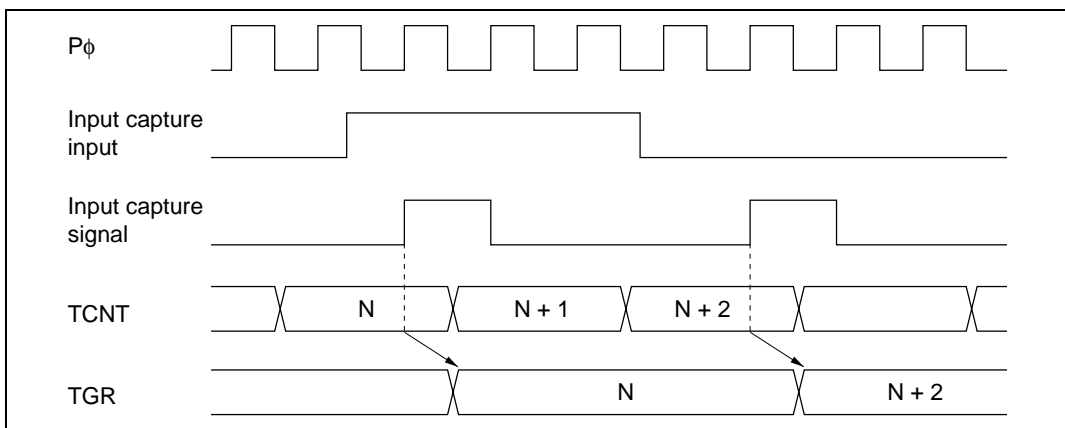 Pϕ
Input capture
input
Input capture
signal
TCNT
N
N + 1
N + 2
TGR
N
N + 2